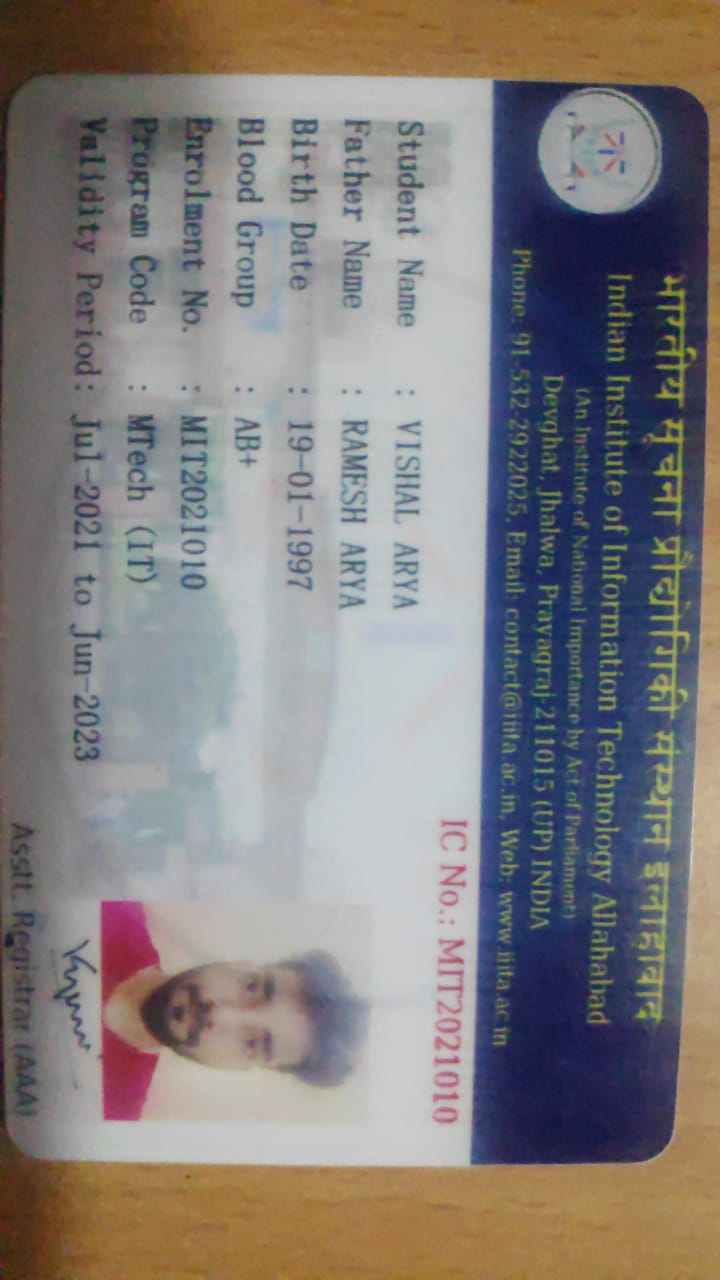 भारतीय सूचना प्रौद्योगिकी संस्थान इलाहाबाद
Indian Institute of Information Technology Allahabad
(An Institute of National Importance by Act of Parliament)
Devghat, Jhalwa, Prayagraj-211015 (UP) INDIA
Phone: 91-532-2922025, Email: contact@iiita.ac.in, Web: www.iiita.ac.in
IC No.: MIT2021010
Student Name : VISHAL ARYA
Father Name : RAMESH ARYA
Birth Date : 19-01-1997
Blood Group : AB+
Enrolment No. : MIT2021010
Program Code : MTech (IT)
Validity Period: Jul-2021 to Jun-2023
Asstt. Registrar (AAA)